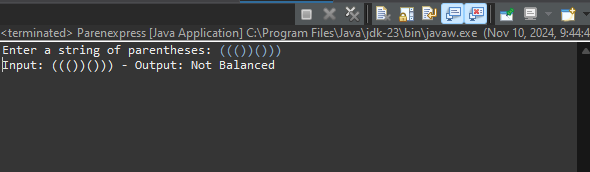 <terminated> Parenexpress [Java Application] C:\Program Files\Java\jdk-23\bin\javaw.exe (Nov 10, 2024, 9:44:4
Enter a string of parentheses: ((())()))
Input: ((())())) - Output: Not Balanced